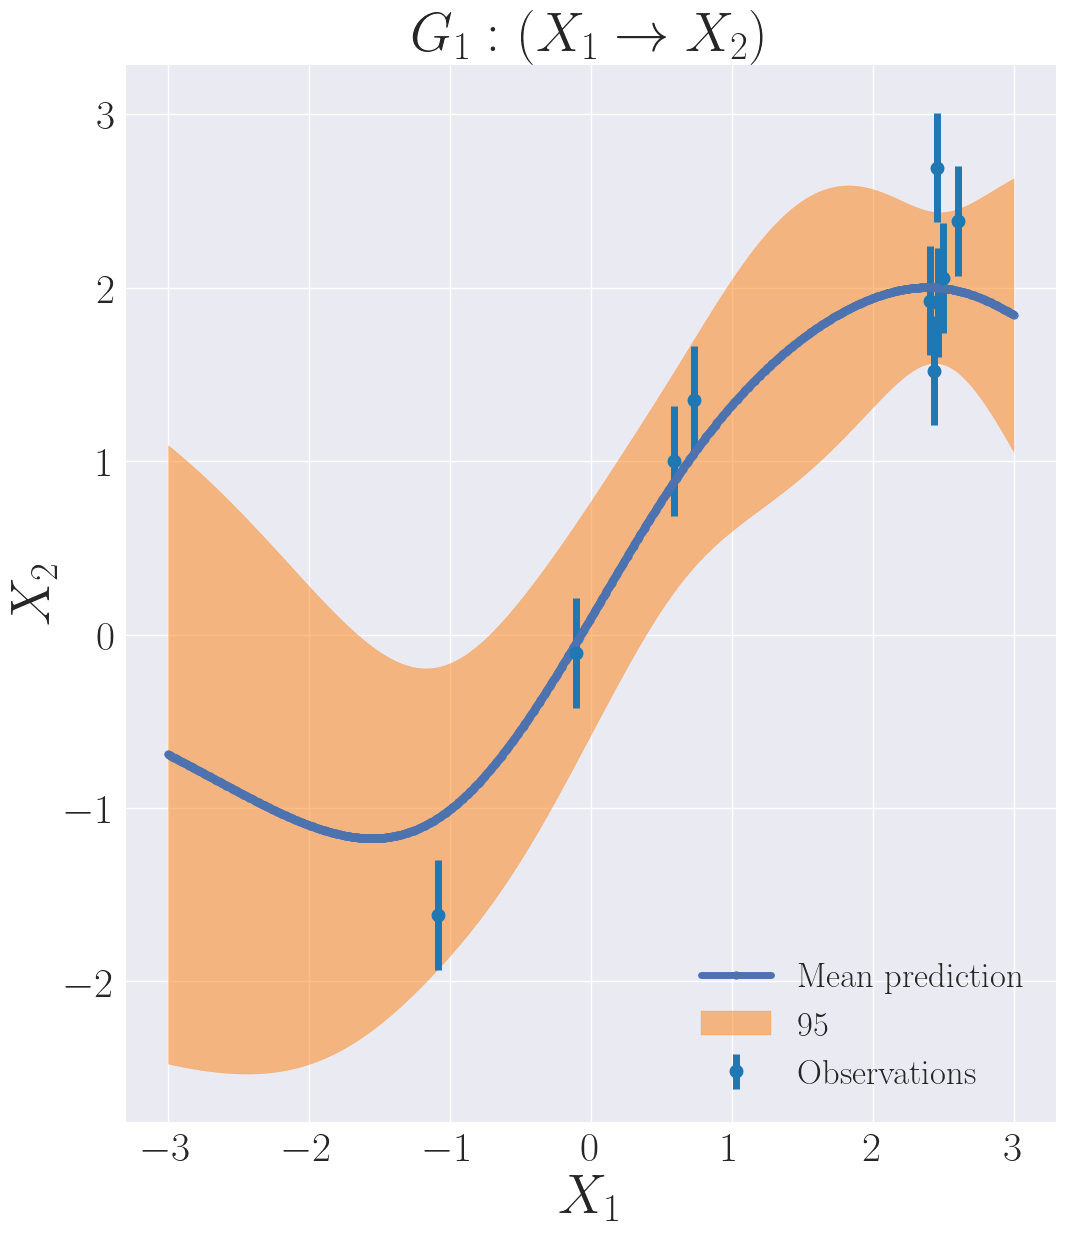 G₁ : (X₁ → X₂)
3
2
1
0
−1
−2
X₂
Mean prediction
95
Observations
−3 −2 −1 0 1 2 3
X₁